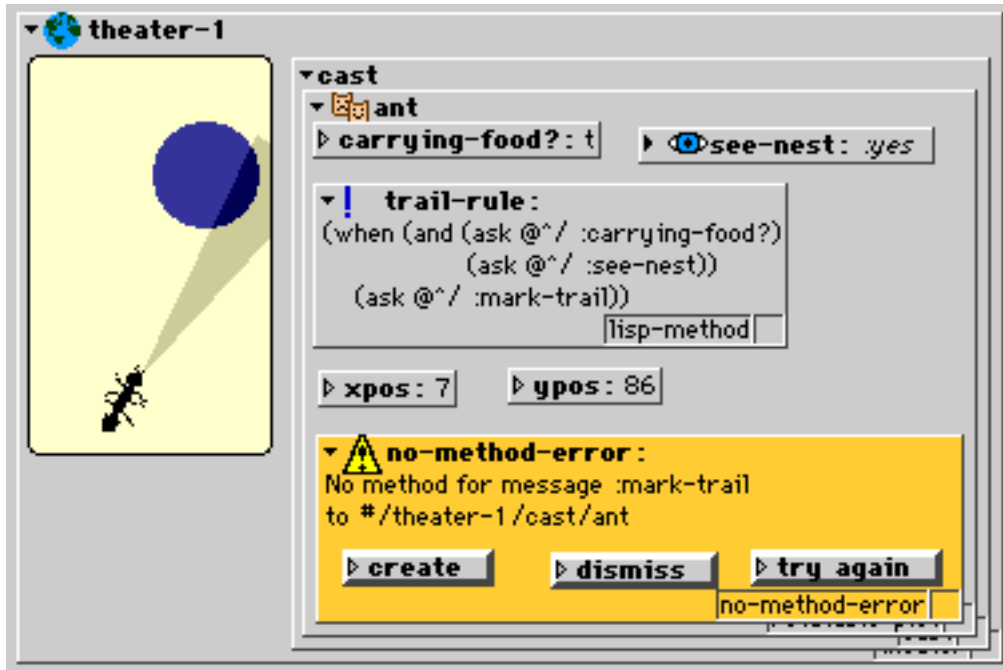 theater-1
cast
ant
carrying-food?: t
see-nest: :yes
trail-rule:
(when (and (ask @^/ :carrying-food?)
(ask @^/ :see-nest))
(ask @^/ :mark-trail))
lisp-method
xpos: 7
ypos: 86
no-method-error:
No method for message :mark-trail
to #/theater-1/cast/ant
create
dismiss
try again
no-method-error